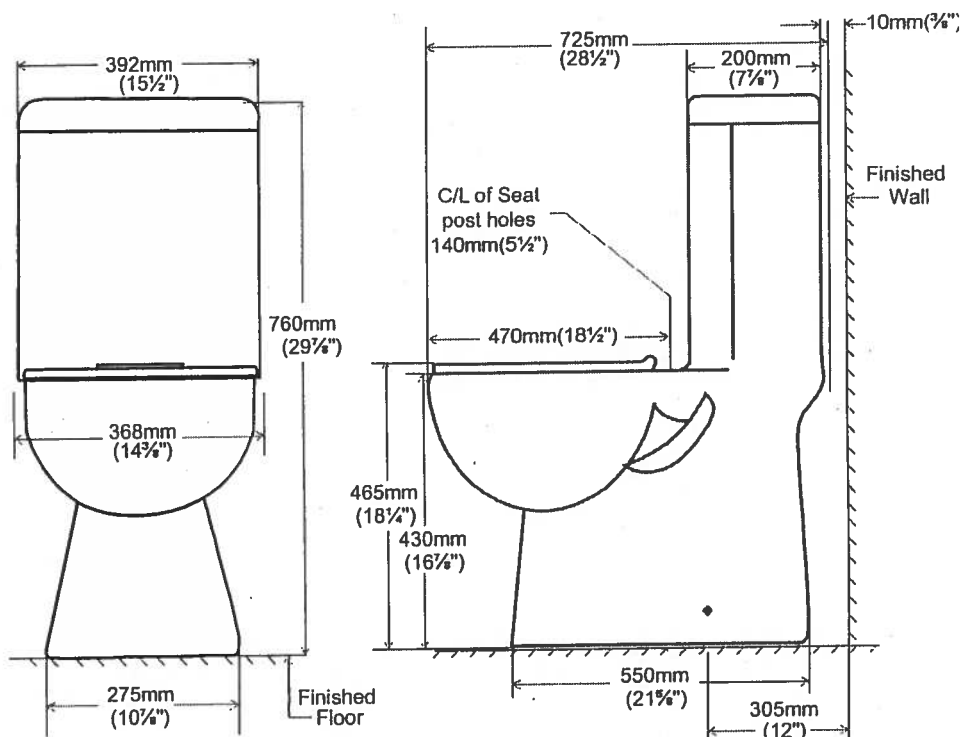 392mm
(15½")
760mm
(29⅞")
368mm
(14⅜")
275mm
(10⅞")
Finished
Floor
725mm
(28½")
200mm
(7⅞")
10mm(⅜")
Finished
Wall
C/L of Seat
post holes
140mm(5½")
470mm(18½")
465mm
(18¼")
430mm
(16⅞")
550mm
(21⅝")
305mm
(12")